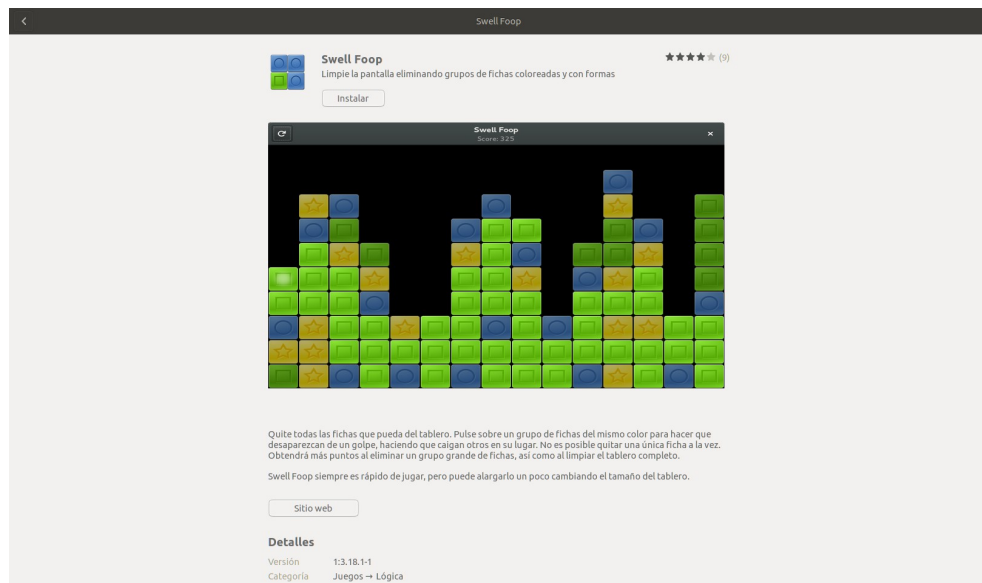 Swell Foop
Swell Foop
(9)
Limpie la pantalla eliminando grupos de fichas coloreadas y con formas
Instalar
Swell Foop
Score: 325
Quite todas las fichas que pueda del tablero. Pulse sobre un grupo de fichas del mismo color para hacer que
desaparezcan de un golpe, haciendo que caigan otros en su lugar. No es posible quitar una única ficha a la vez.
Obtendrá más puntos al eliminar un grupo grande de fichas, así como al limpiar el tablero completo.
Swell Foop siempre es rápido de jugar, pero puede alargarlo un poco cambiando el tamaño del tablero.
Sitio web
Detalles
Versión 1:3.18.1-1
Categoría Juegos → Lógica